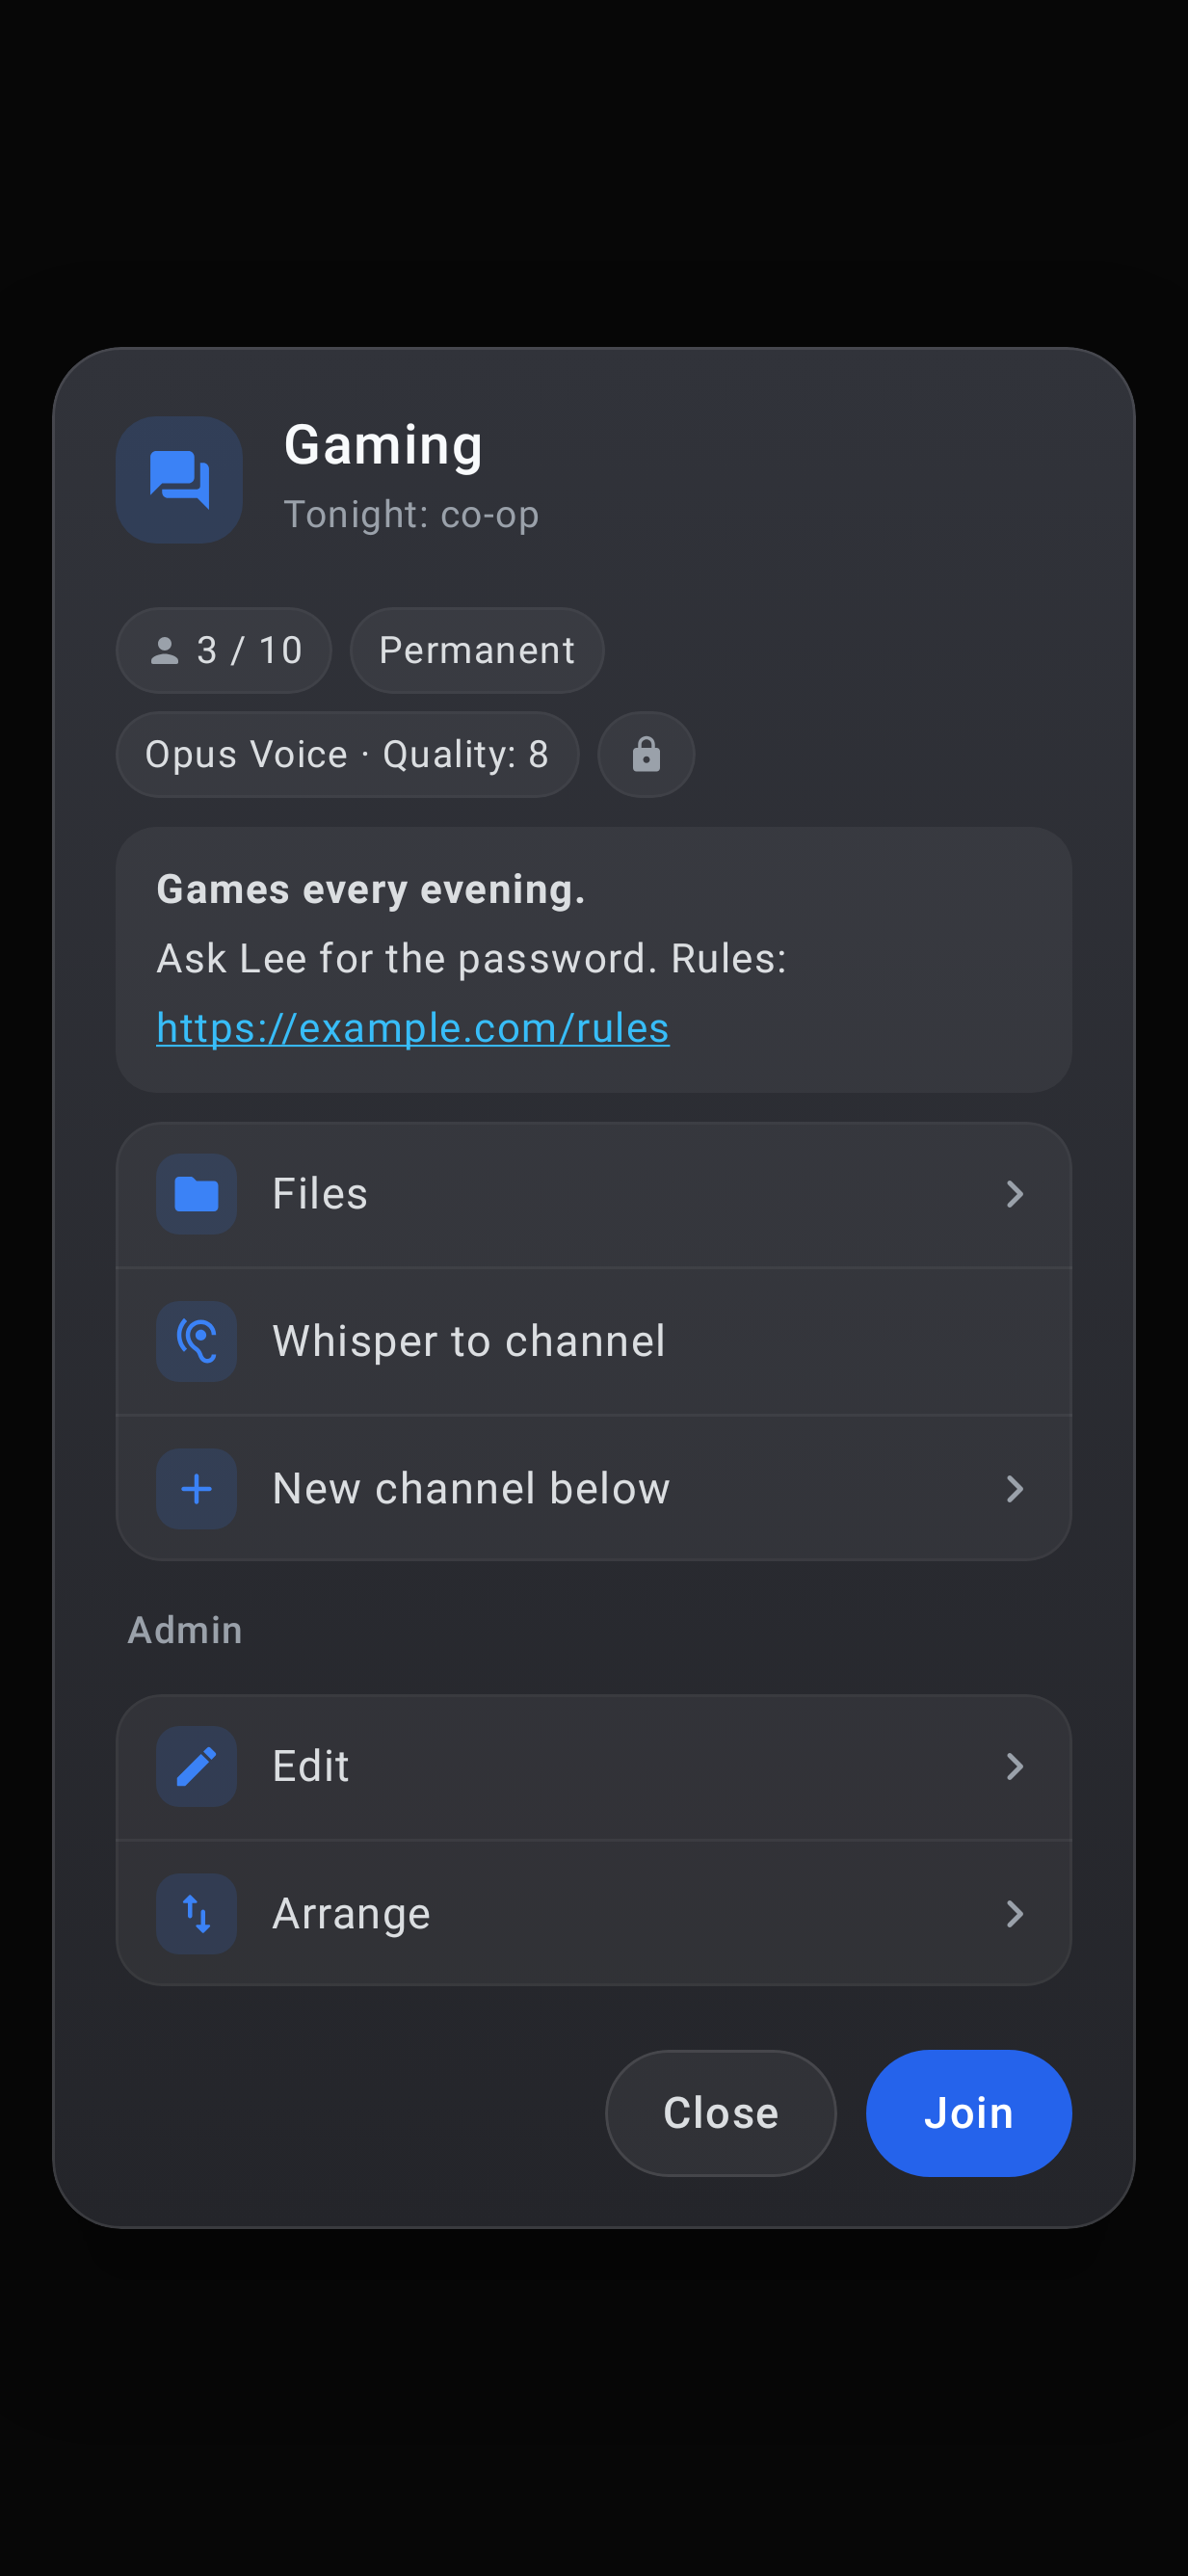 Gaming
Tonight: co-op
3 / 10
Permanent
Opus Voice · Quality: 8
Games every evening.
Ask Lee for the password. Rules:
https://example.com/rules
Files
Whisper to channel
New channel below
Admin
Edit
Arrange
Close
Join